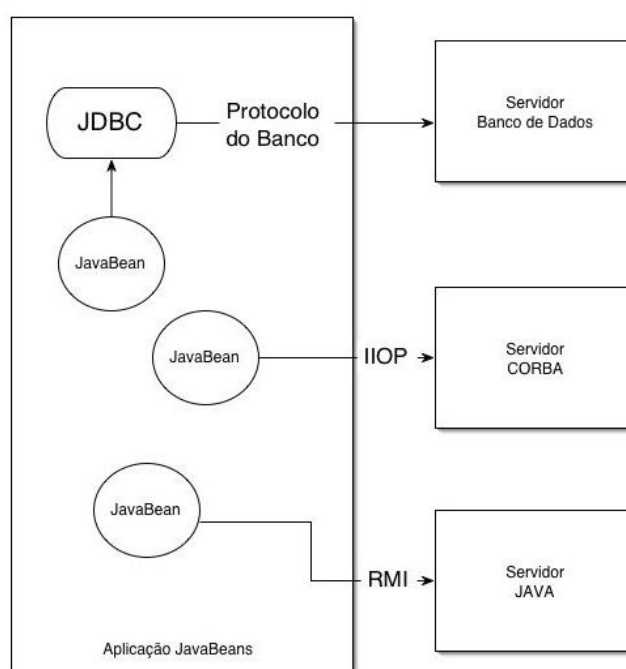 JDBC
Protocolo
do Banco
Servidor
Banco de Dados
JavaBean
JavaBean
IIOP
Servidor
CORBA
JavaBean
RMI
Servidor
JAVA
Aplicação JavaBeans